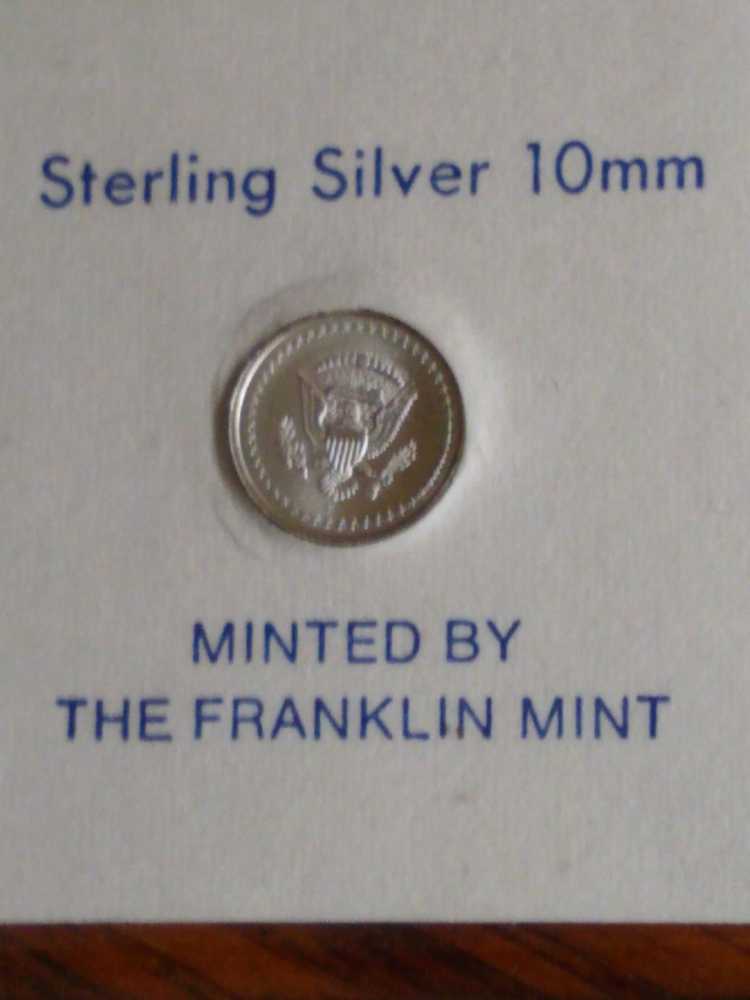 Sterling Silver 10mm
MINTED BY
THE FRANKLIN MINT